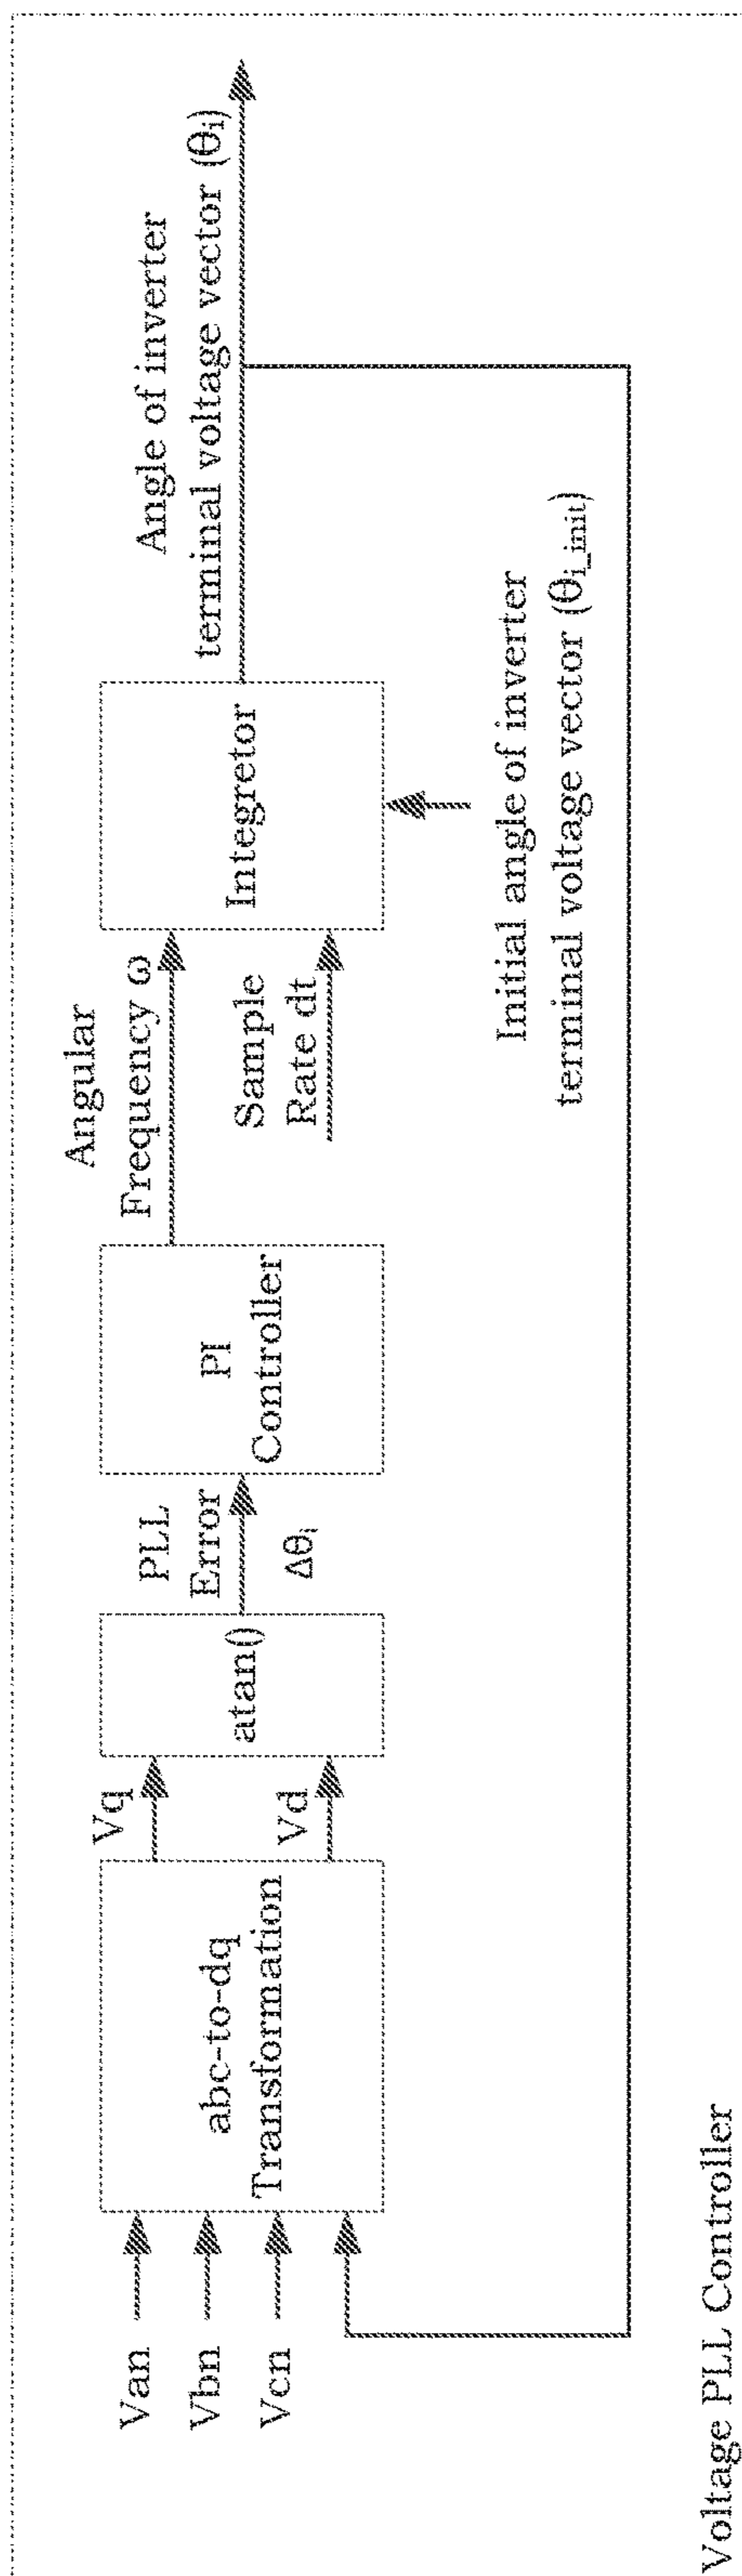 Van
Vbn
Vcn
abc-to-dq
Transformation
Vq
Vd
atan()
PLL
Error
Δθi
PI
Controller
Angular
Frequency ω
Sample
Rate dt
Integretor
Initial angle of inverter
terminal voltage vector (θi_init)
Angle of inverter
terminal voltage vector (θi)
Voltage PLL Controller